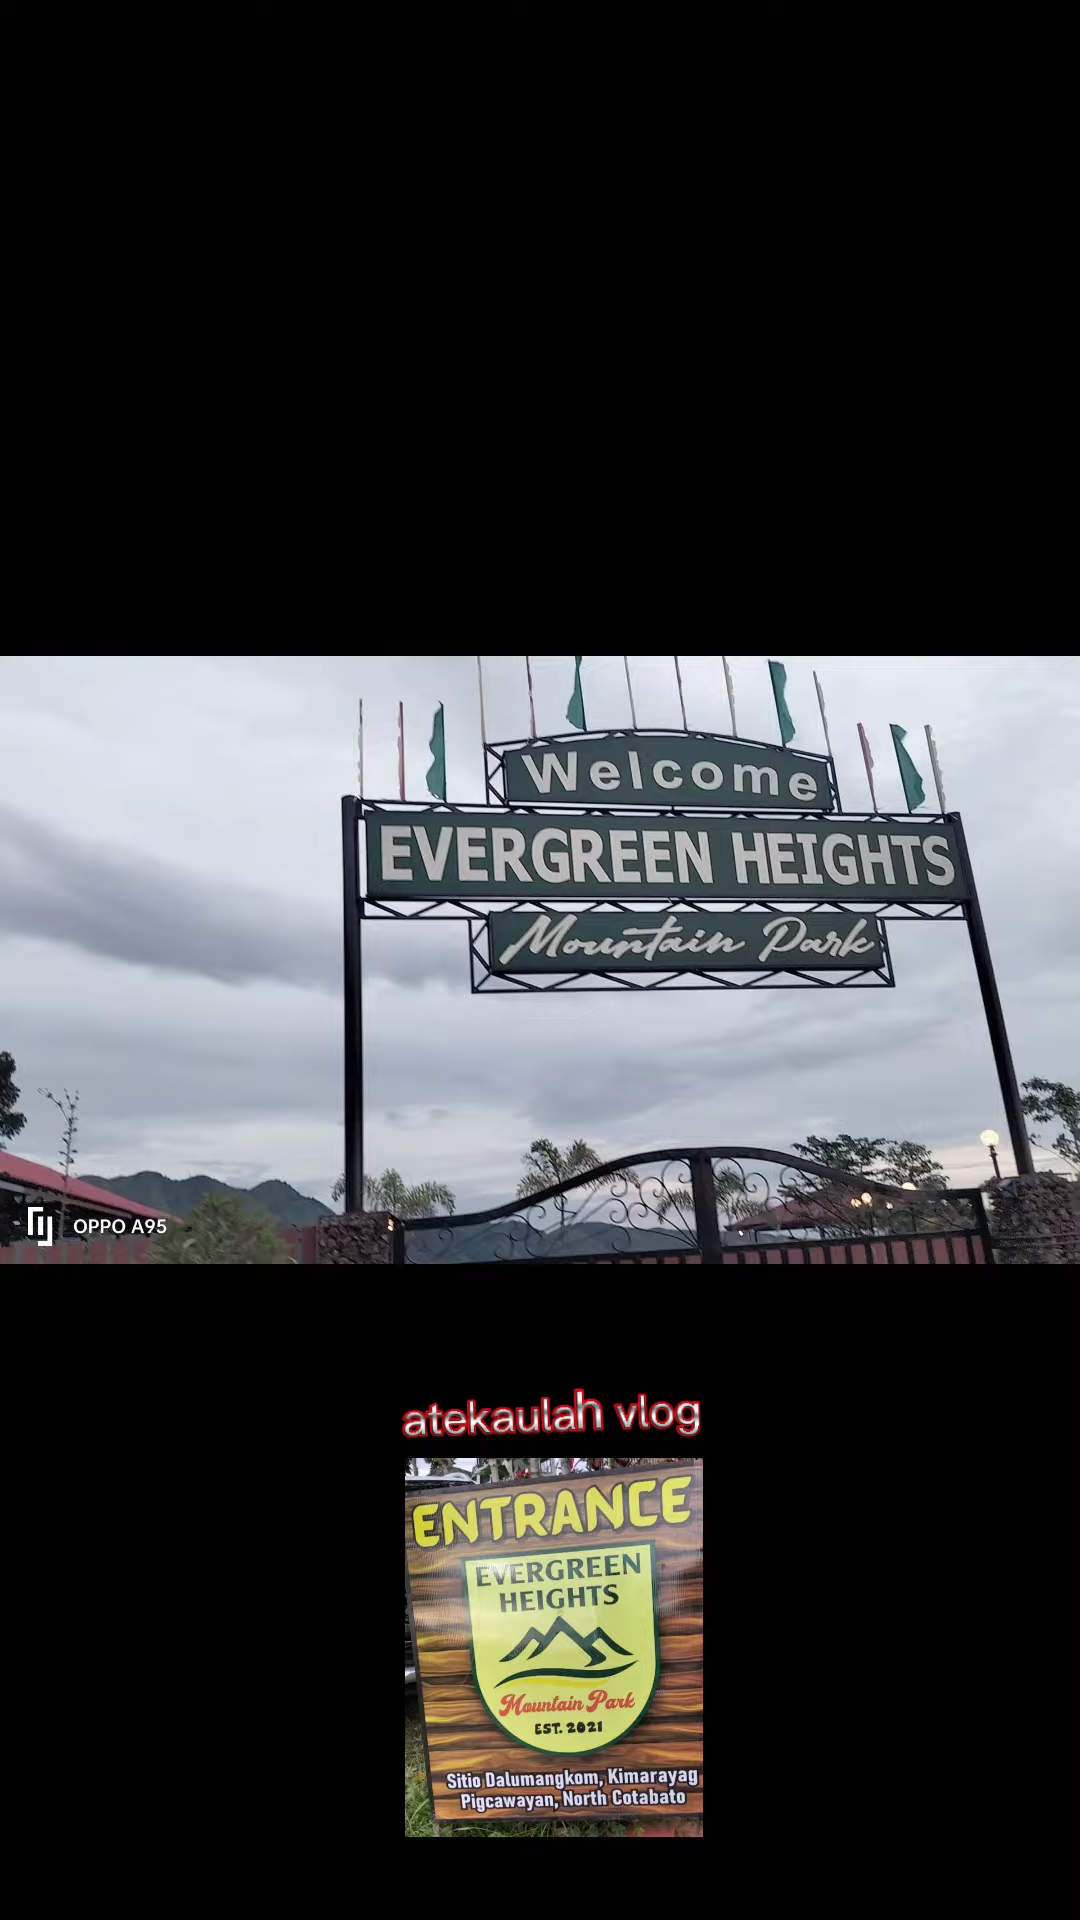 Welcome
EVERGREEN HEIGHTS
Mountain Park
OPPO A95
atekaulah vlog
ENTRANCE
EVERGREEN
HEIGHTS
Mountain Park
EST. 2021
Sitio Dalumangkom, Kimarayag
Pigcawayan, North Cotabato